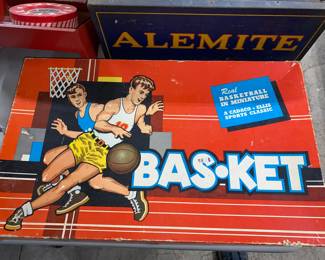 ALEMITE
Real
BASKETBALL
IN MINIATURE
A CADACO-ELLIS
SPORTS CLASSIC
BAS•KET